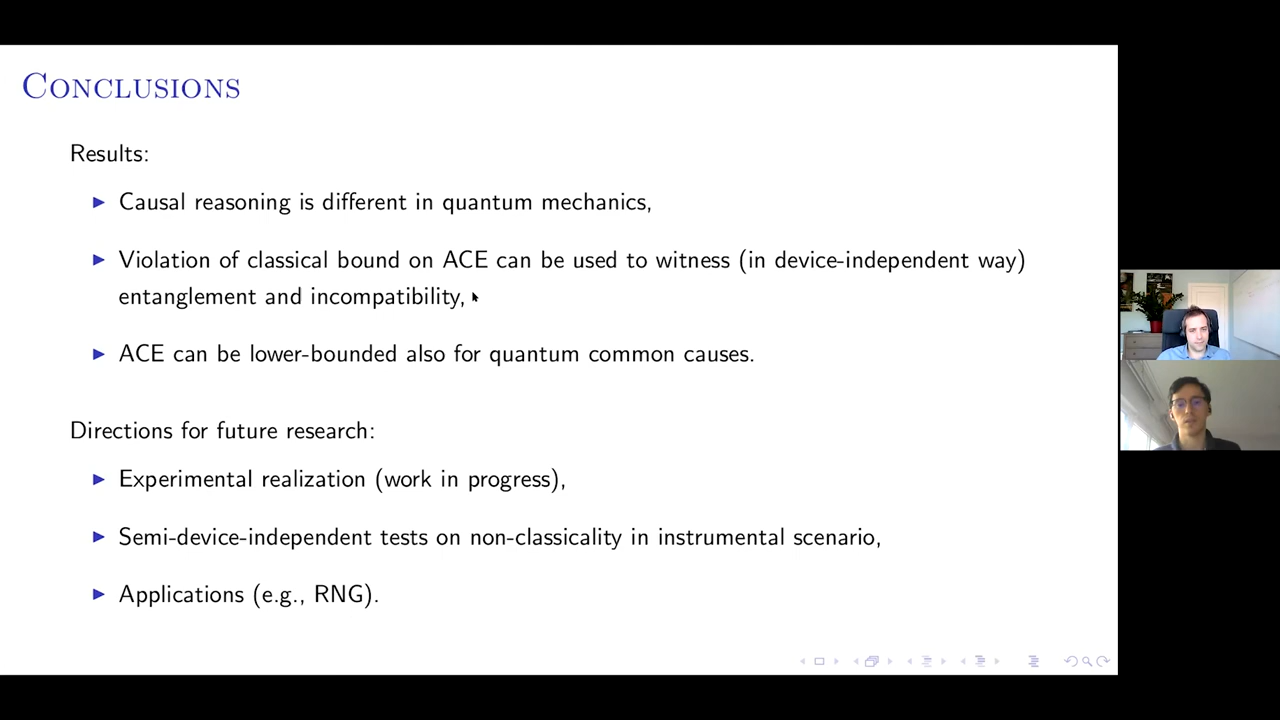 CONCLUSIONS
Results:
Causal reasoning is different in quantum mechanics,
Violation of classical bound on ACE can be used to witness (in device-independent way)
entanglement and incompatibility,
ACE can be lower-bounded also for quantum common causes.
Directions for future research:
Experimental realization (work in progress),
Semi-device-independent tests on non-classicality in instrumental scenario,
Applications (e.g., RNG).